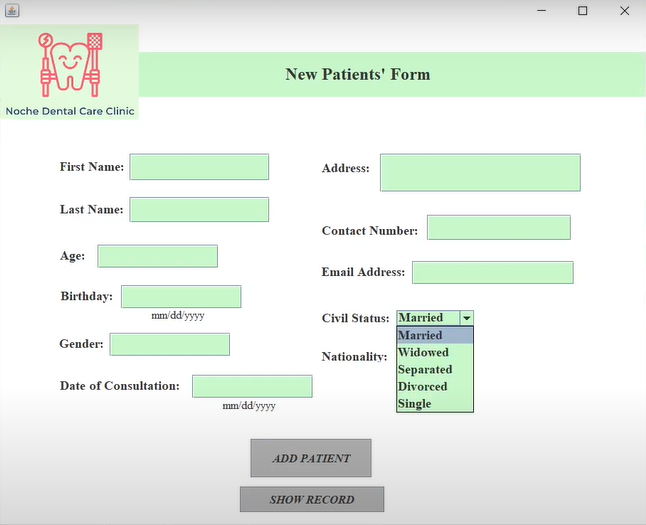 Noche Dental Care Clinic
New Patients' Form
First Name:
Last Name:
Age:
Birthday:
mm/dd/yyyy
Gender:
Date of Consultation:
mm/dd/yyyy
Address:
Contact Number:
Email Address:
Civil Status: Married
Married
Widowed
Separated
Divorced
Single
Nationality:
ADD PATIENT
SHOW RECORD